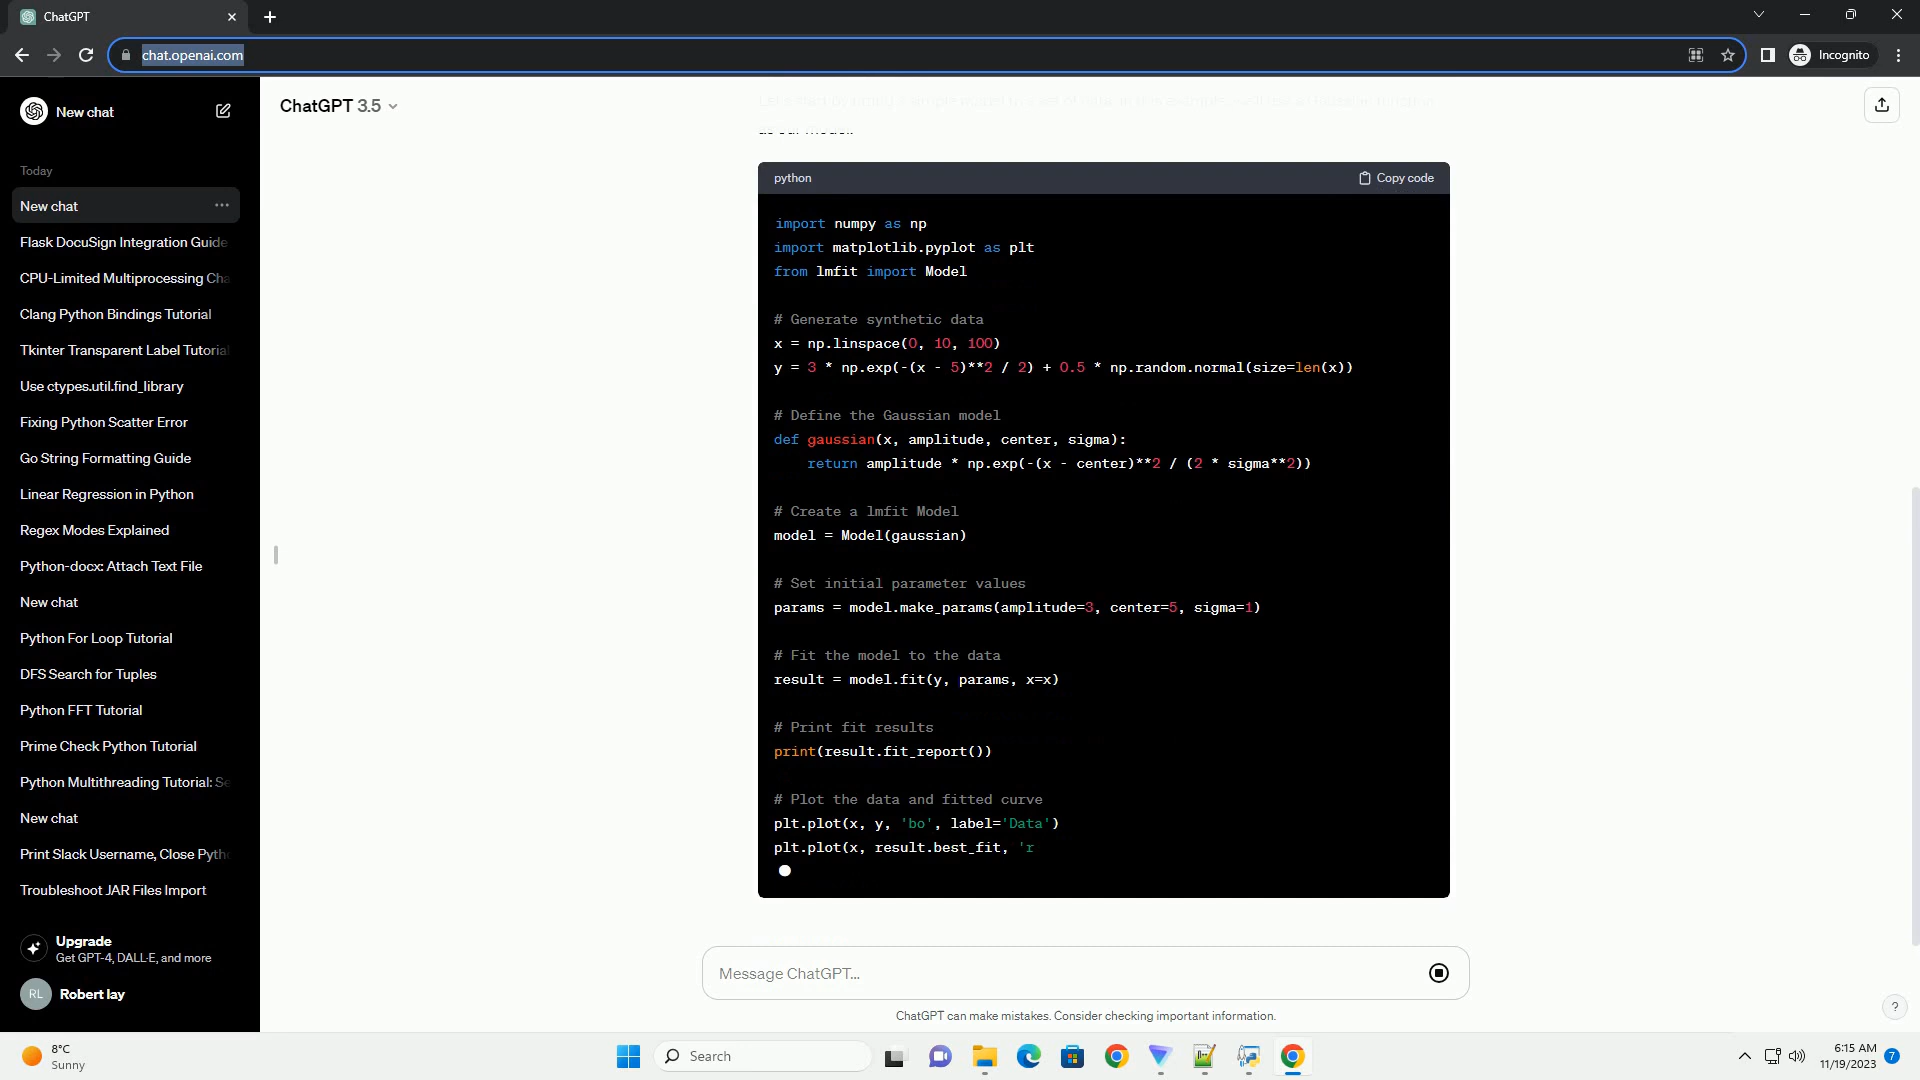 ChatGPT
chat.openai.com
Incognito
New chat
ChatGPT 3.5
Today
New chat
Flask DocuSign Integration Guide
CPU-Limited Multiprocessing Cha
Clang Python Bindings Tutorial
Tkinter Transparent Label Tutorial
Use ctypes.util.find_library
Fixing Python Scatter Error
Go String Formatting Guide
Linear Regression in Python
Regex Modes Explained
Python-docx: Attach Text File
New chat
Python For Loop Tutorial
DFS Search for Tuples
Python FFT Tutorial
Prime Check Python Tutorial
Python Multithreading Tutorial: Se
New chat
Print Slack Username, Close Pyth
Troubleshoot JAR Files Import
Upgrade
Get GPT-4, DALL·E, and more
RL
Robert lay
python
Copy code
import numpy as np
import matplotlib.pyplot as plt
from lmfit import Model
# Generate synthetic data
x = np.linspace(0, 10, 100)
y = 3 * np.exp(-(x - 5)**2 / 2) + 0.5 * np.random.normal(size=len(x))
# Define the Gaussian model
def gaussian(x, amplitude, center, sigma):
    return amplitude * np.exp(-(x - center)**2 / (2 * sigma**2))
# Create a lmfit Model
model = Model(gaussian)
# Set initial parameter values
params = model.make_params(amplitude=3, center=5, sigma=1)
# Fit the model to the data
result = model.fit(y, params, x=x)
# Print fit results
print(result.fit_report())
# Plot the data and fitted curve
plt.plot(x, y, 'bo', label='Data')
plt.plot(x, result.best_fit, 'r
Message ChatGPT...
ChatGPT can make mistakes. Consider checking important information.
?
8°C
Sunny
Search
6:15 AM
11/19/2023
7